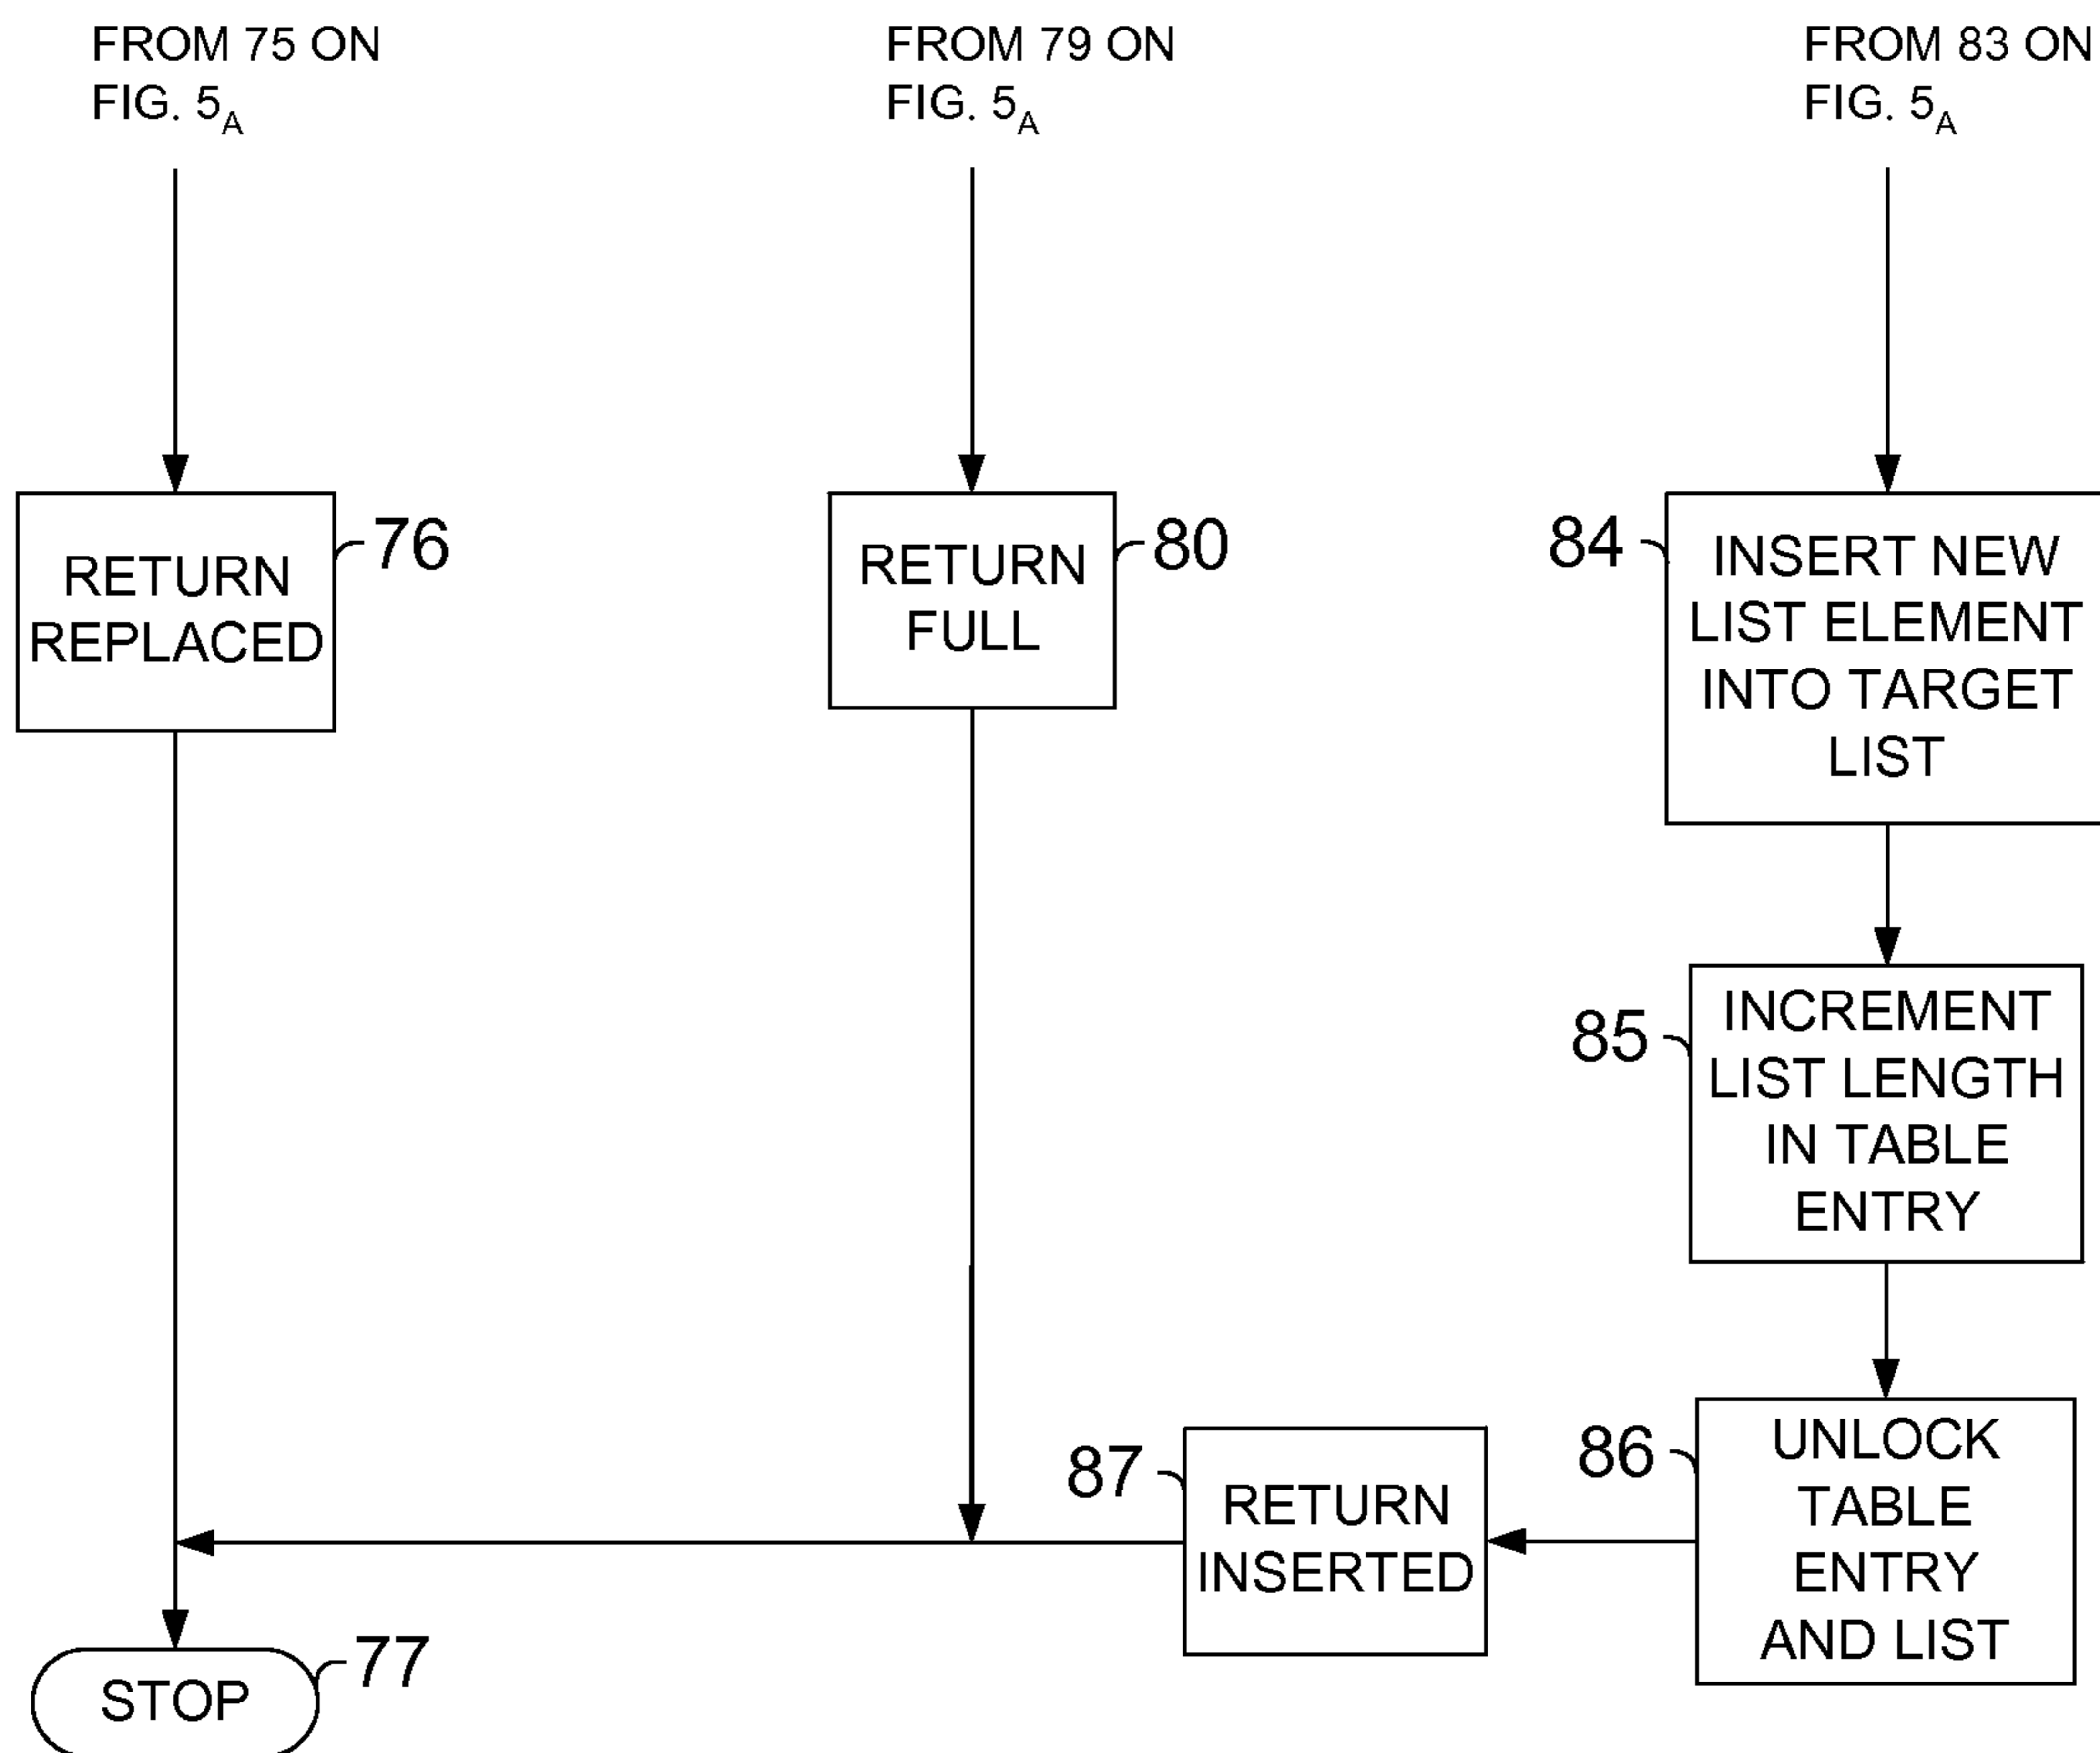 FROM 75 ON
FIG. 5A
FROM 79 ON
FIG. 5A
FROM 83 ON
FIG. 5A
RETURN
REPLACED
76
RETURN
FULL
80
84
INSERT NEW
LIST ELEMENT
INTO TARGET
LIST
85
INCREMENT
LIST LENGTH
IN TABLE
ENTRY
86
UNLOCK
TABLE
ENTRY
AND LIST
87
RETURN
INSERTED
STOP
77